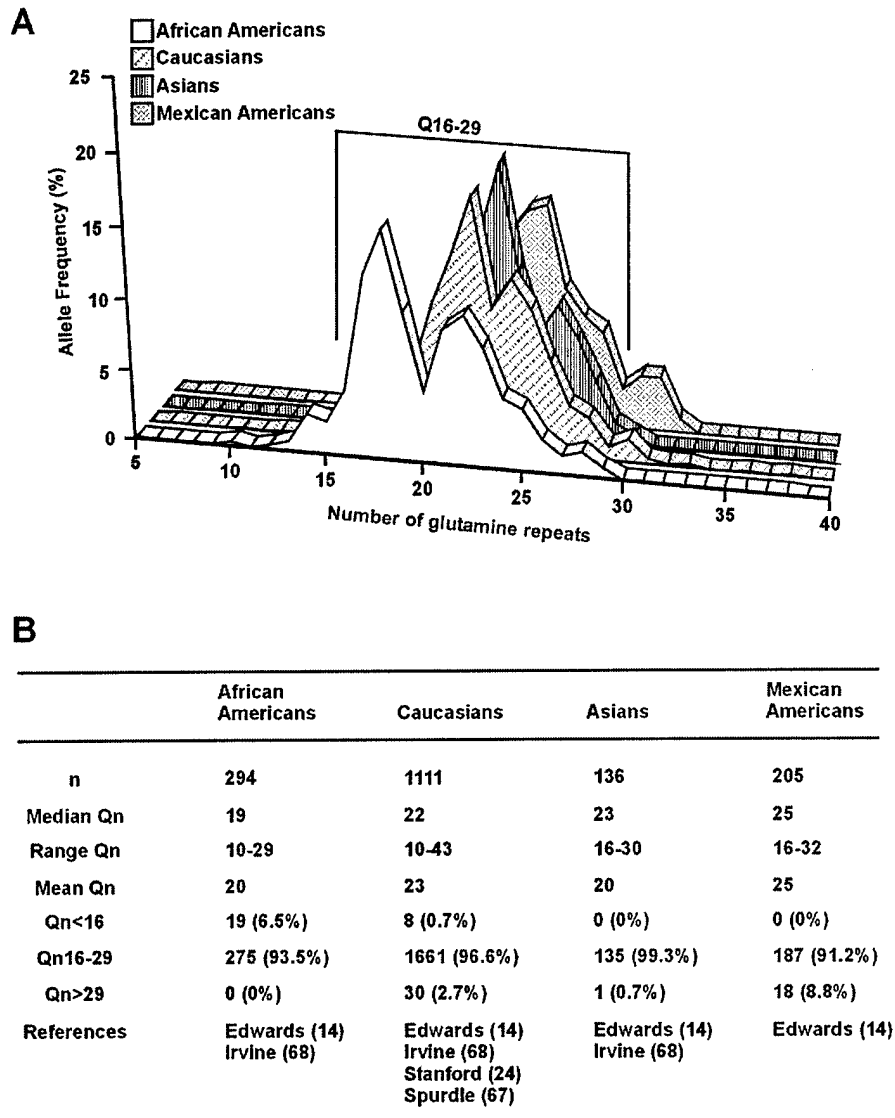 A
African Americans
Caucasians
Asians
Mexican Americans
Q16-29
25
20
15
10
5
0
Allele Frequency (%)
5
10
15
20
25
30
35
40
Number of glutamine repeats
B
African Americans Caucasians Asians Mexican Americans
n 294 1111 136 205
Median Qn 19 22 23 25
Range Qn 10-29 10-43 16-30 16-32
Mean Qn 20 23 20 25
Qn<16 19 (6.5%) 8 (0.7%) 0 (0%) 0 (0%)
Qn16-29 275 (93.5%) 1661 (96.6%) 135 (99.3%) 187 (91.2%)
Qn>29 0 (0%) 30 (2.7%) 1 (0.7%) 18 (8.8%)
References Edwards (14) Edwards (14) Edwards (14) Edwards (14)
Irvine (68) Irvine (68) Irvine (68)
Stanford (24)
Spurdle (67)